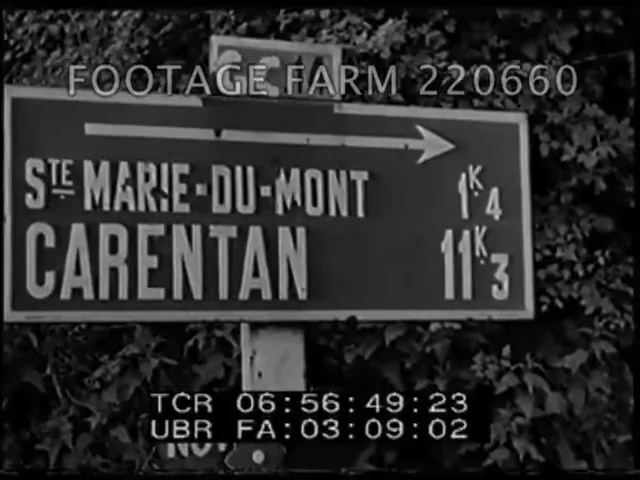 FOOTAGE FARM 220660
STE MARIE-DU-MONT 1K4
CARENTAN 11K3
TCR 06:56:49:23
UBR FA:03:09:02